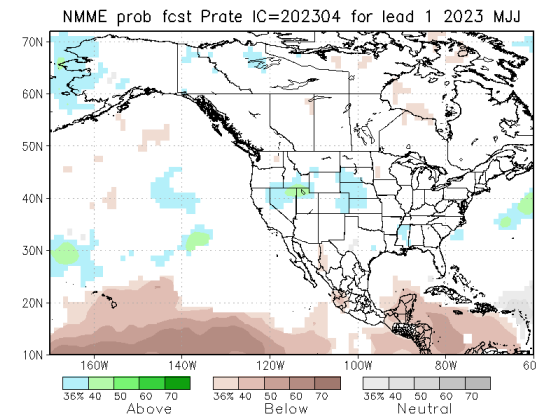 NMME prob fcst Prate IC=202304 for lead 1 2023 MJJ
70N
60N
50N
40N
30N
20N
10N
160W 140W 120W 100W 80W 60
36% 40 50 60 70 36% 40 50 60 70 36% 40 50 60 70
Above Below Neutral